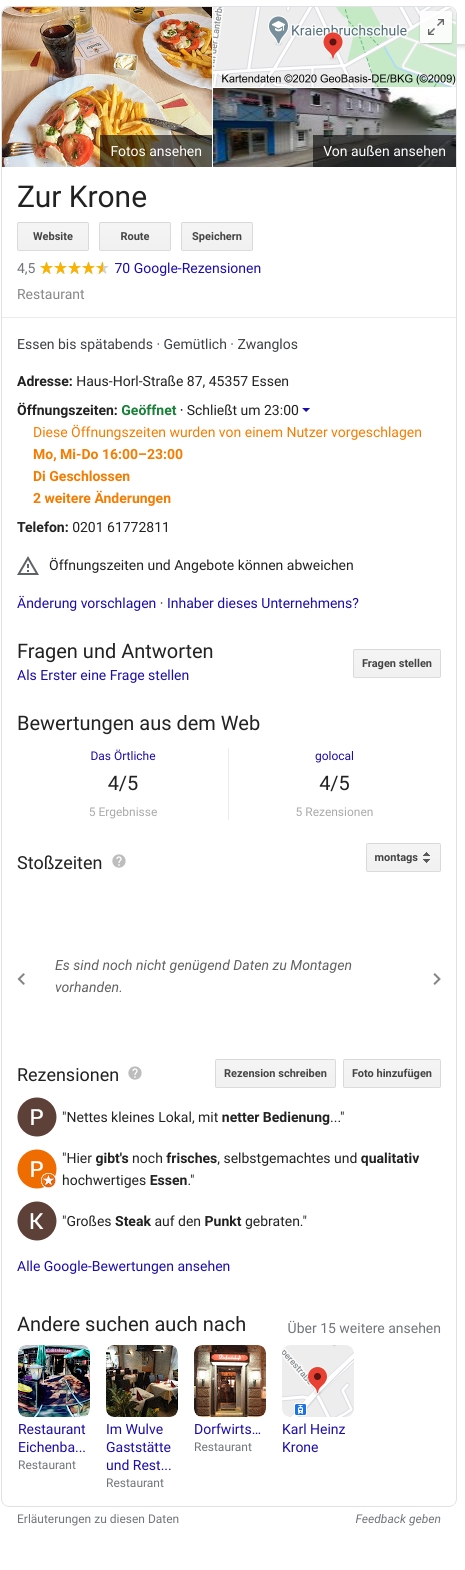 Kraienbruchschule
Kartendaten ©2020 GeoBasis-DE/BKG (©2009)
Fotos ansehen
Von außen ansehen
Zur Krone
Website
Route
Speichern
4,5 70 Google-Rezensionen
Restaurant
Essen bis spätabends · Gemütlich · Zwanglos
Adresse: Haus-Horl-Straße 87, 45357 Essen
Öffnungszeiten: Geöffnet · Schließt um 23:00
Diese Öffnungszeiten wurden von einem Nutzer vorgeschlagen
Mo, Mi-Do 16:00–23:00
Di Geschlossen
2 weitere Änderungen
Telefon: 0201 61772811
Öffnungszeiten und Angebote können abweichen
Änderung vorschlagen · Inhaber dieses Unternehmens?
Fragen und Antworten
Als Erster eine Frage stellen
Fragen stellen
Bewertungen aus dem Web
Das Örtliche
4/5
5 Ergebnisse
golocal
4/5
5 Rezensionen
Stoßzeiten ?
montags
Es sind noch nicht genügend Daten zu Montagen
vorhanden.
Rezensionen ?
Rezension schreiben
Foto hinzufügen
P
"Nettes kleines Lokal, mit netter Bedienung..."
P
"Hier gibt's noch frisches, selbstgemachtes und qualitativ
hochwertiges Essen."
K
"Großes Steak auf den Punkt gebraten."
Alle Google-Bewertungen ansehen
Andere suchen auch nach
Über 15 weitere ansehen
Restaurant
Eichenba...
Restaurant
Im Wulve
Gaststätte
und Rest...
Restaurant
Dorfwirts...
Restaurant
Karl Heinz
Krone
Erläuterungen zu diesen Daten
Feedback geben